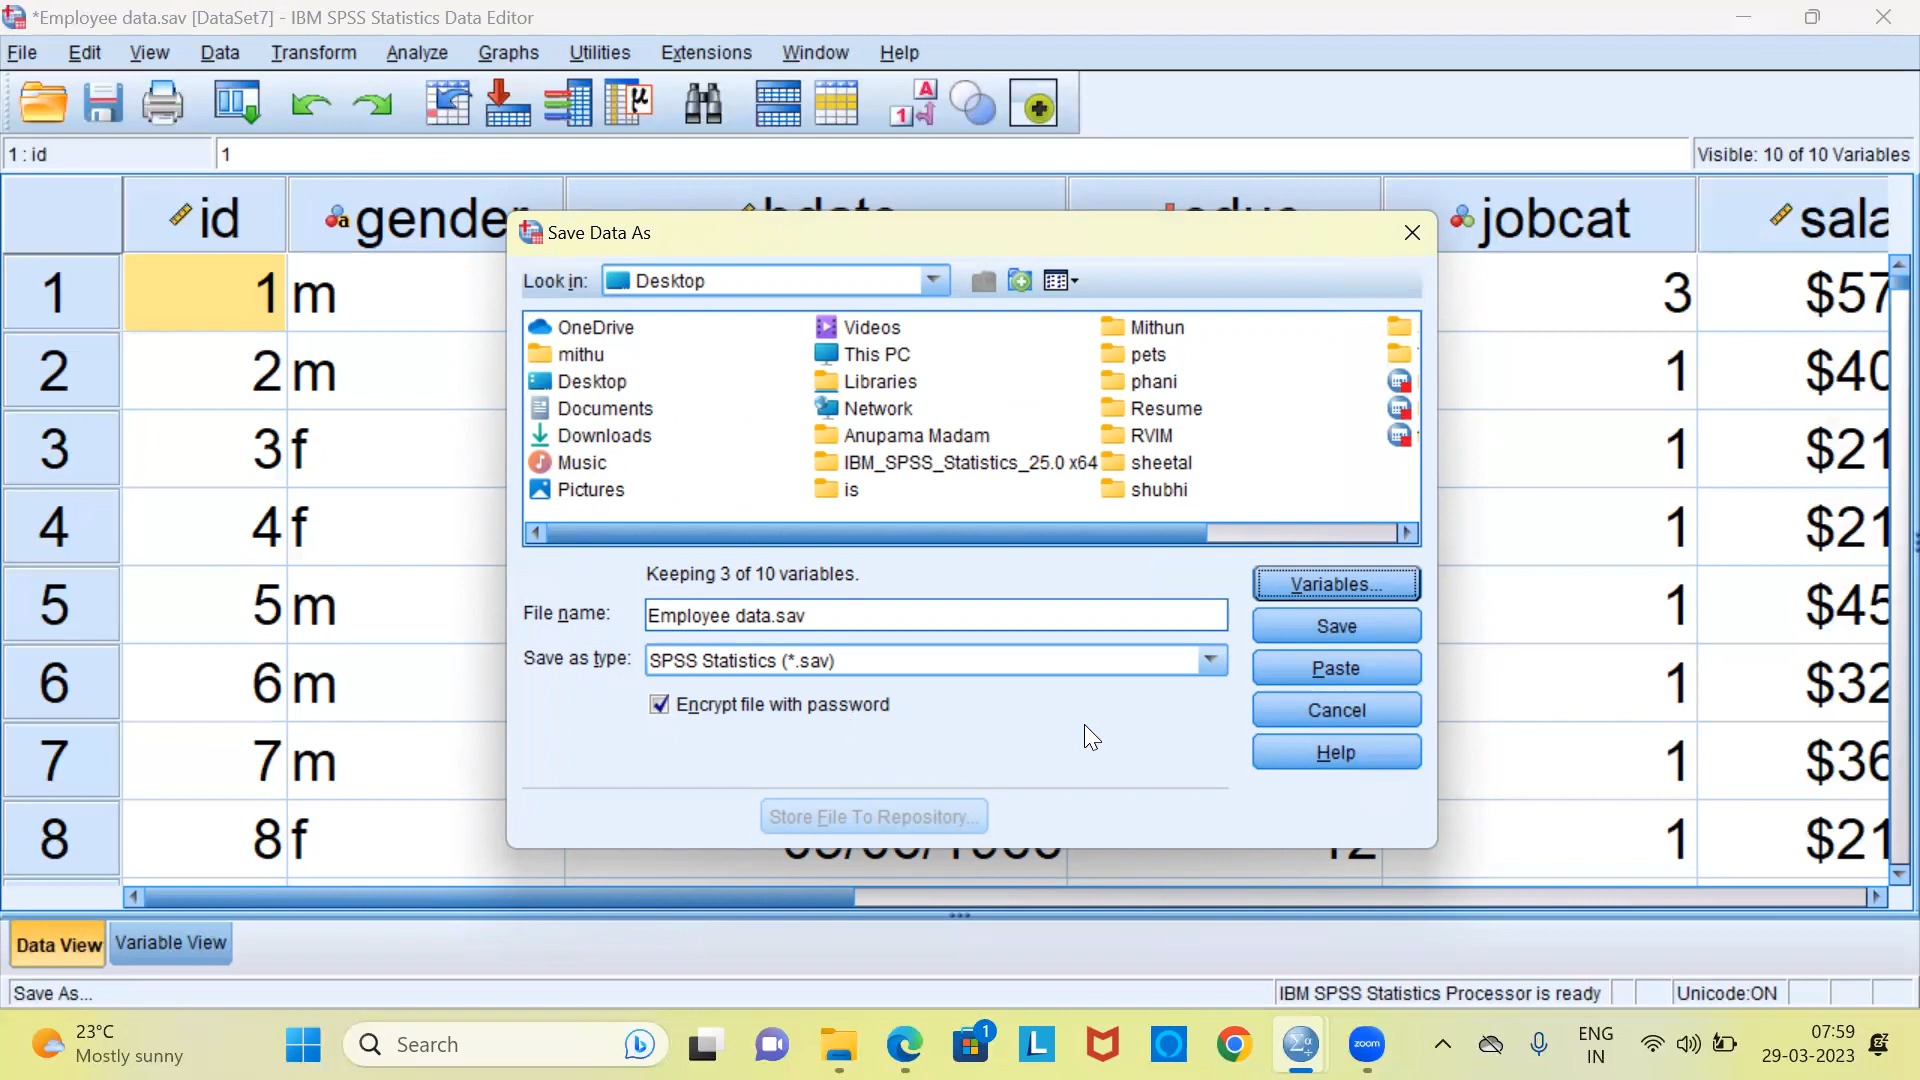 *Employee data.sav [DataSet7] - IBM SPSS Statistics Data Editor
File Edit View Data Transform Analyze Graphs Utilities Extensions Window Help
1 : id 1 Visible: 10 of 10 Variables
id gender jobcat
1 1 m 3 $57
2 2 m 1 $40
3 3 f 1 $21
4 4 f 1 $21
5 5 m 1 $45
6 6 m 1 $32
7 7 m 1 $36
8 8 f 12 1 $21
Save Data As
Look in: Desktop
OneDrive Videos Mithun
mithu This PC pets
Desktop Libraries phani
Documents Network Resume
Downloads Anupama Madam RVIM
Music IBM_SPSS_Statistics_25.0 x64 sheetal
Pictures is shubhi
Keeping 3 of 10 variables.
Variables...
File name: Employee data.sav
Save
Save as type: SPSS Statistics (*.sav)
Paste
Encrypt file with password
Cancel
Help
Store File To Repository...
Data View Variable View
Save As... IBM SPSS Statistics Processor is ready Unicode:ON
23°C
Mostly sunny
Search
1
zoom
ENG
IN
07:59
29-03-2023